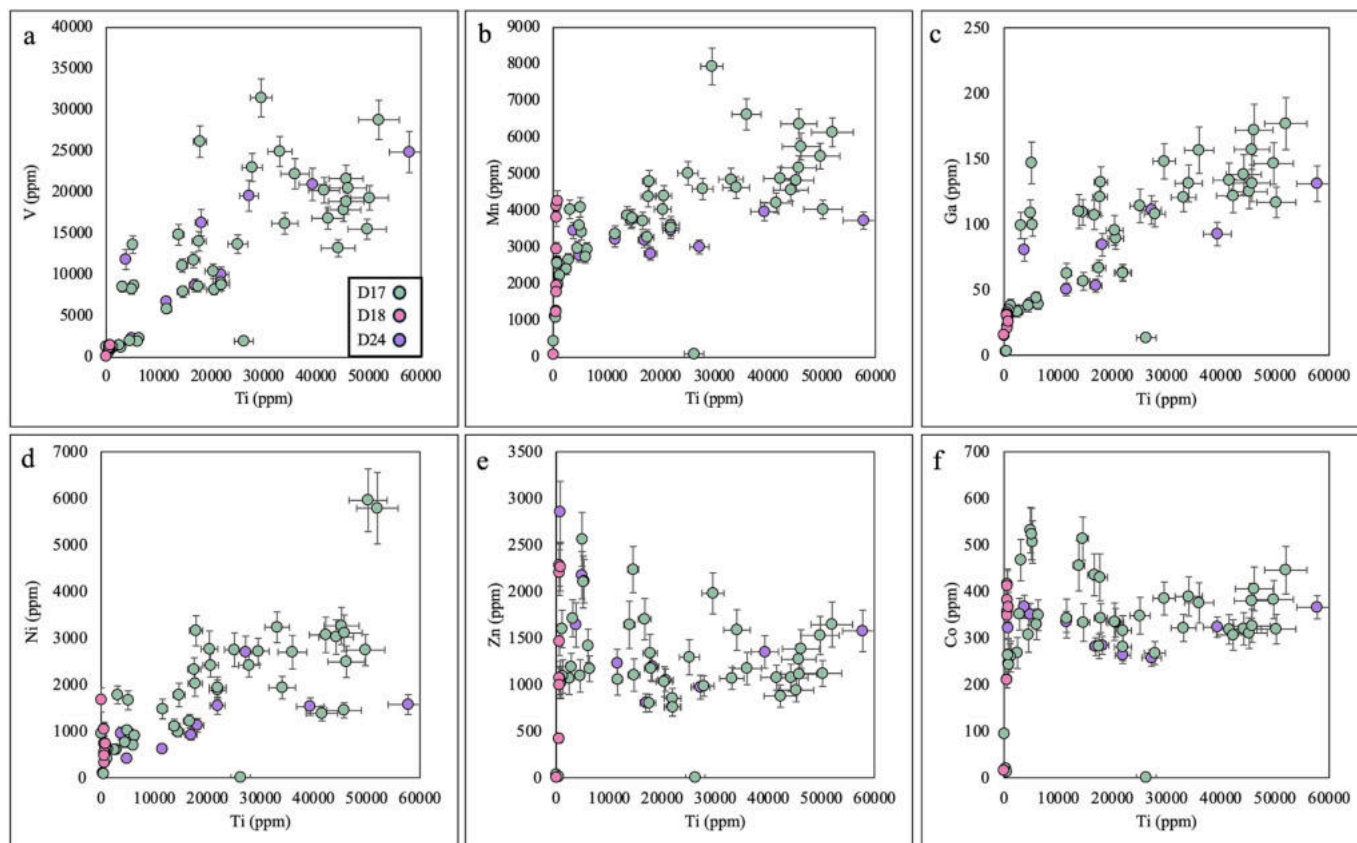 a
40000
35000
30000
25000
20000
15000
10000
5000
0
V (ppm)
0 10000 20000 30000 40000 50000 60000
Ti (ppm)
D17
D18
D24
b
9000
8000
7000
6000
5000
4000
3000
2000
1000
0
Mn (ppm)
0 10000 20000 30000 40000 50000 60000
Ti (ppm)
c
250
200
150
100
50
0
Ga (ppm)
0 10000 20000 30000 40000 50000 60000
Ti (ppm)
d
7000
6000
5000
4000
3000
2000
1000
0
Ni (ppm)
0 10000 20000 30000 40000 50000 60000
Ti (ppm)
e
3500
3000
2500
2000
1500
1000
500
0
Zn (ppm)
0 10000 20000 30000 40000 50000 60000
Ti (ppm)
f
700
600
500
400
300
200
100
0
Co (ppm)
0 10000 20000 30000 40000 50000 60000
Ti (ppm)